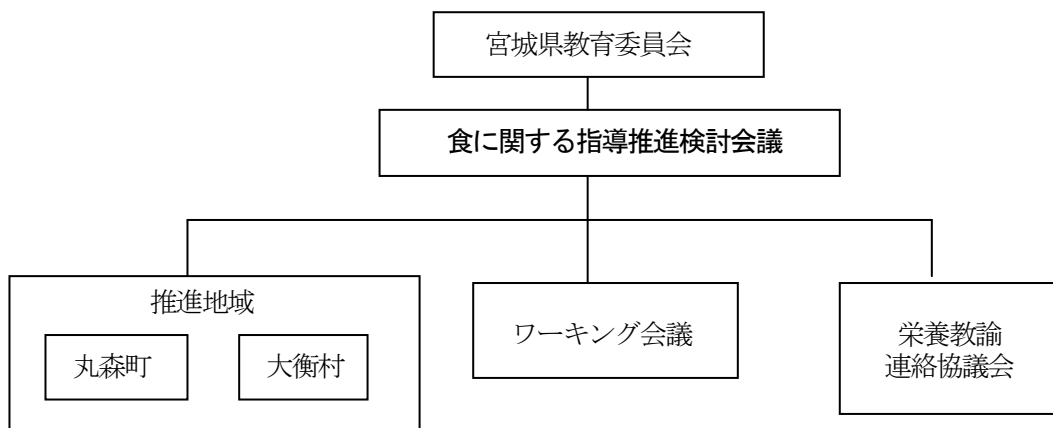 宮城県教育委員会
食に関する指導推進検討会議
推進地域
丸森町
大衡村
ワーキング会議
栄養教諭
連絡協議会